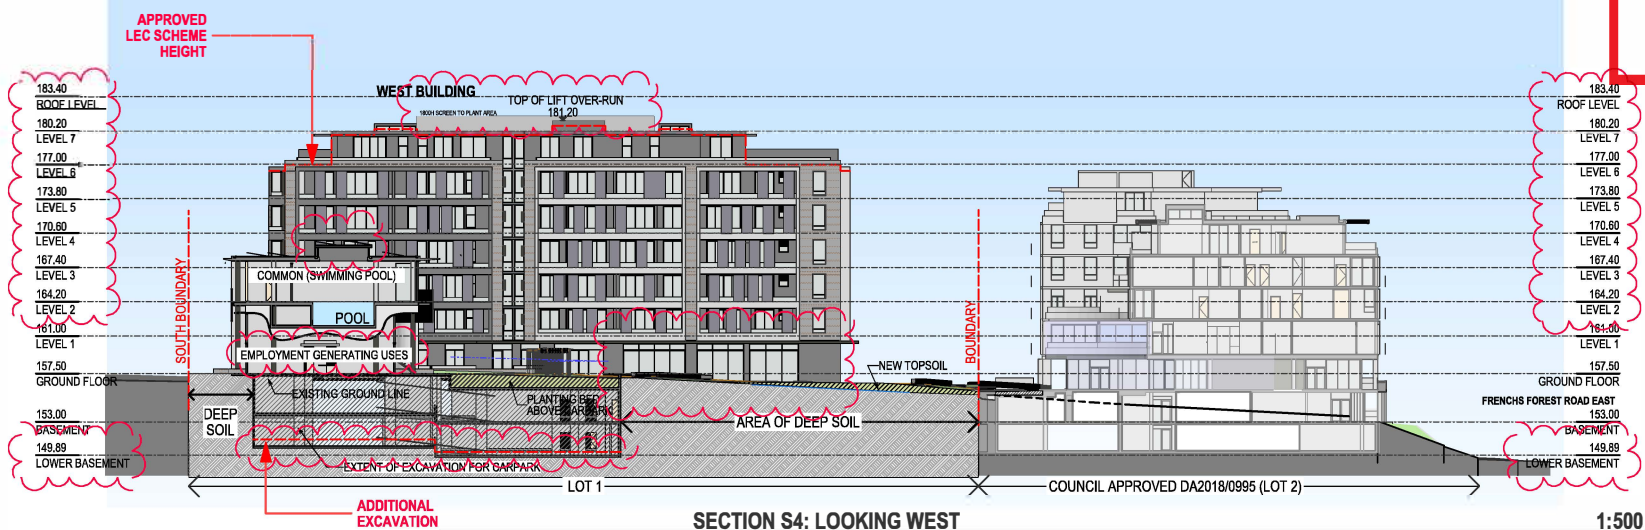 APPROVED
LEC SCHEME
HEIGHT
183.40
ROOF LEVEL
180.20
LEVEL 7
177.00
LEVEL 6
173.80
LEVEL 5
170.60
LEVEL 4
167.40
LEVEL 3
164.20
LEVEL 2
161.00
LEVEL 1
157.50
GROUND FLOOR
153.00
BASEMENT
149.89
LOWER BASEMENT
WEST BUILDING
1800H SCREEN TO PLANT AREA
TOP OF LIFT OVER-RUN
181.20
SOUTH BOUNDARY
COMMON (SWIMMING POOL)
POOL
EMPLOYMENT GENERATING USES
EXISTING GROUND LINE
PLANTING BED
ABOVE CARPARK
NEW TOPSOIL
BOUNDARY
DEEP
SOIL
AREA OF DEEP SOIL
EXTENT OF EXCAVATION FOR CARPARK
LOT 1
COUNCIL APPROVED DA2018/0995 (LOT 2)
ADDITIONAL
EXCAVATION
SECTION S4: LOOKING WEST
1:500
183.40
ROOF LEVEL
180.20
LEVEL 7
177.00
LEVEL 6
173.80
LEVEL 5
170.60
LEVEL 4
167.40
LEVEL 3
164.20
LEVEL 2
161.00
LEVEL 1
157.50
GROUND FLOOR
FRENCHS FOREST ROAD EAST
153.00
BASEMENT
149.89
LOWER BASEMENT